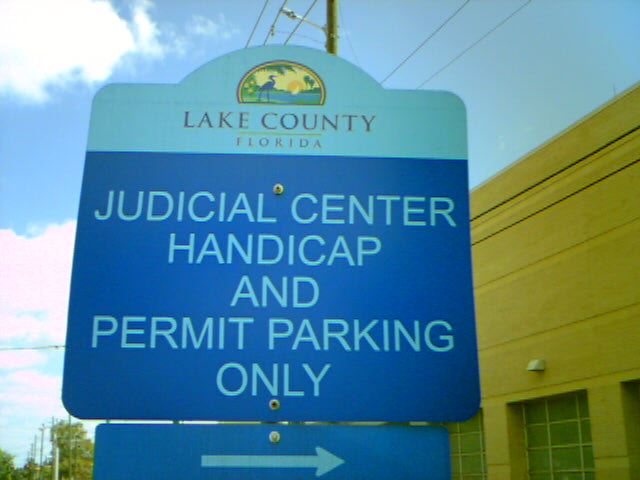 LAKE COUNTY
FLORIDA
JUDICIAL CENTER
HANDICAP
AND
PERMIT PARKING
ONLY